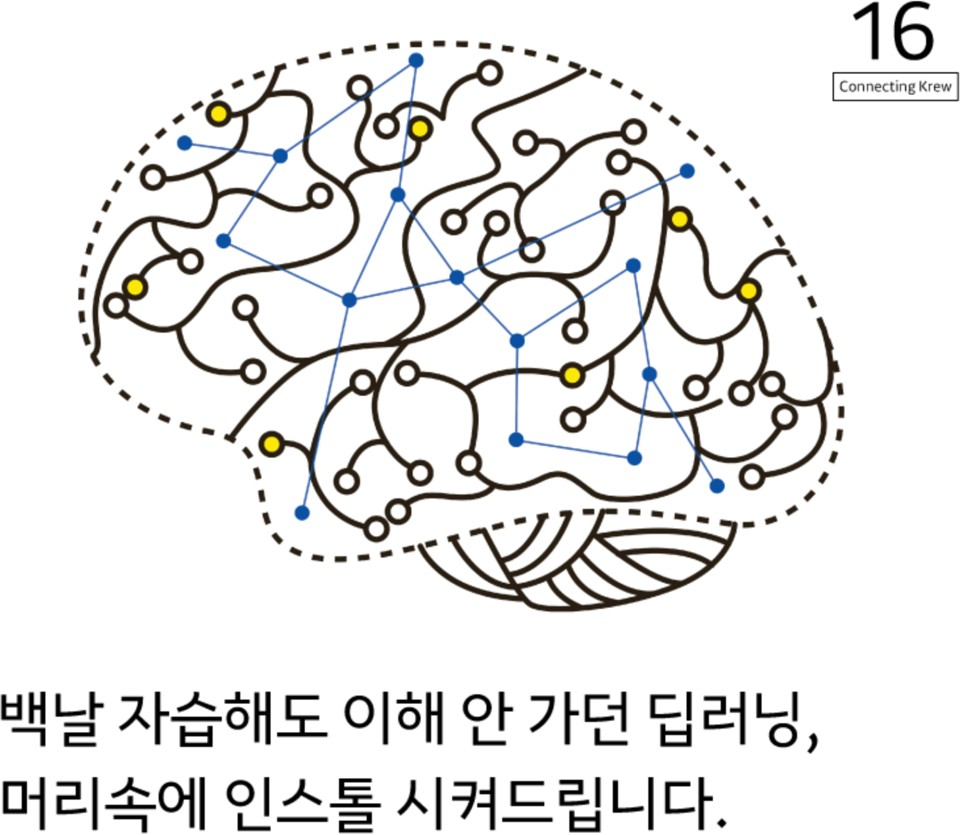 16
Connecting Krew
백날 자습해도 이해 안 가던 딥러닝,
머리속에 인스톨 시켜드립니다.